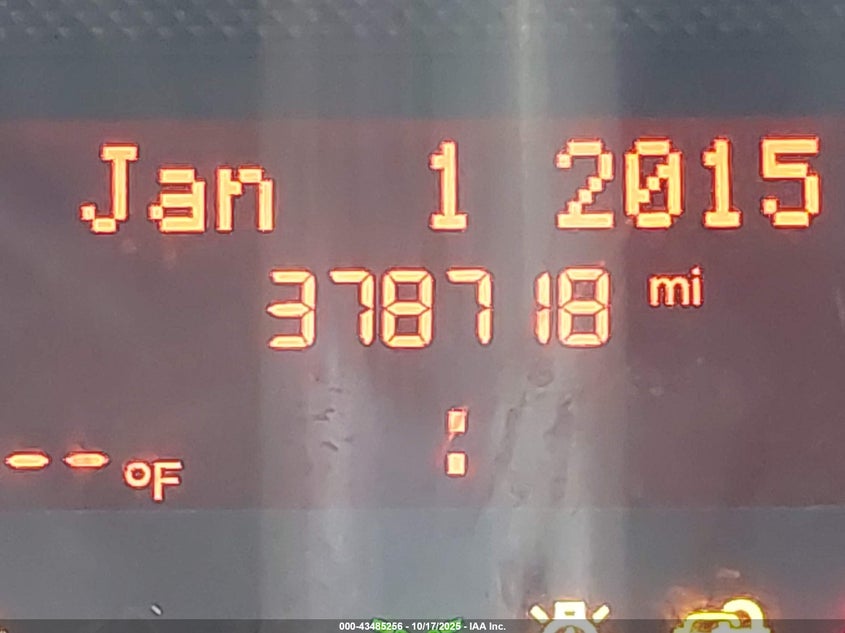 Jan 1 2015
378718 mi
--°F :
000-43485256 - 10/17/2025 - IAA Inc.